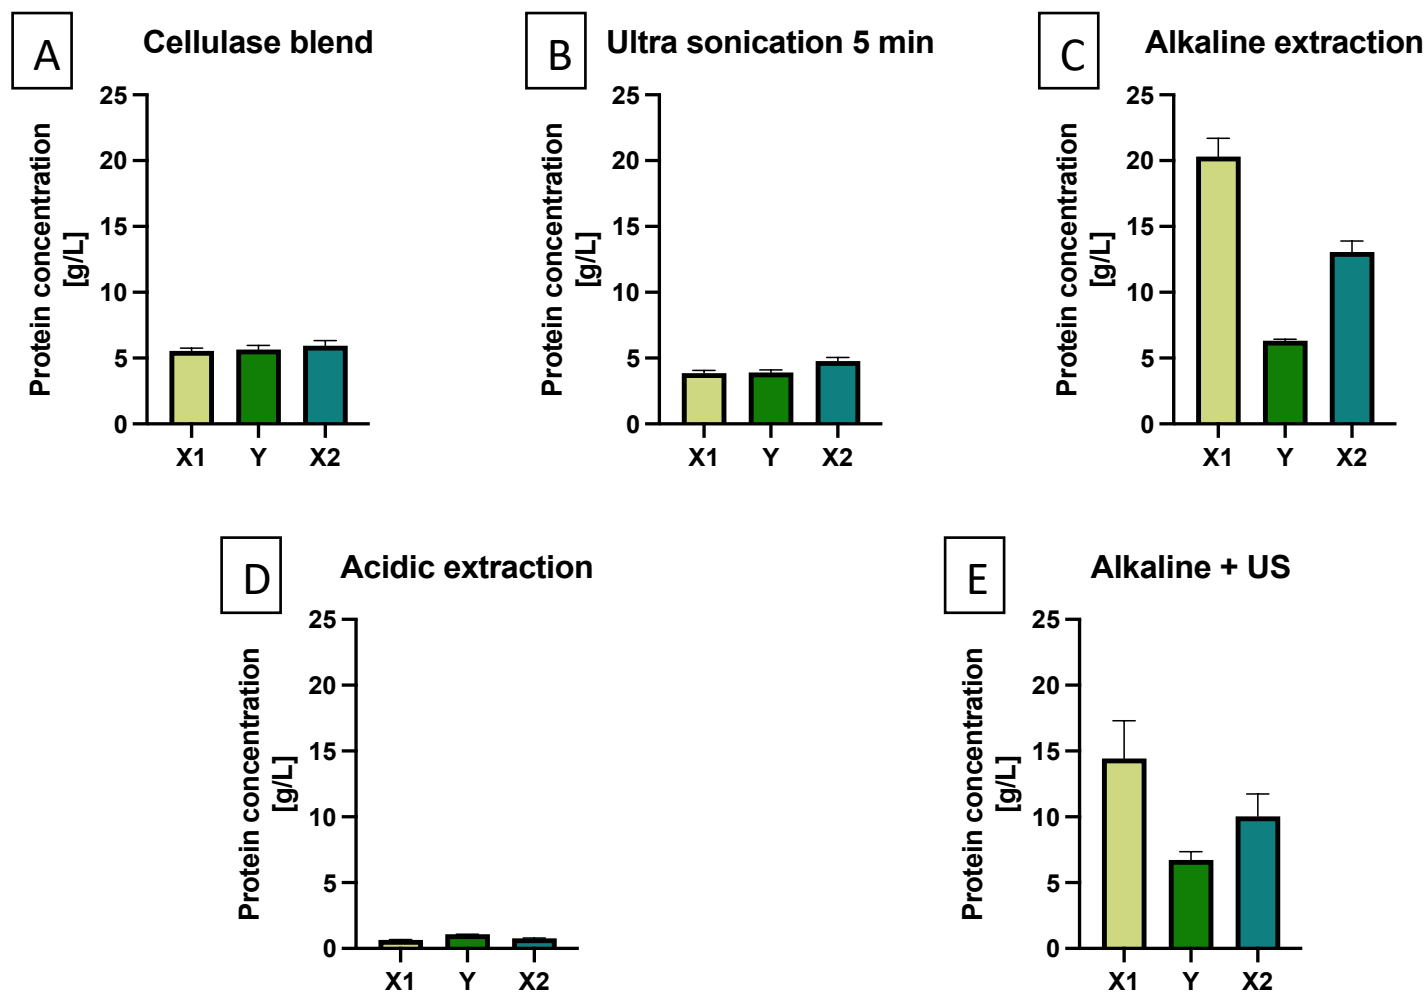 A
Cellulase blend
Protein concentration
[g/L]
25
20
15
10
5
0
X1 Y X2
B
Ultra sonication 5 min
Protein concentration
[g/L]
25
20
15
10
5
0
X1 Y X2
C
Alkaline extraction
Protein concentration
[g/L]
25
20
15
10
5
0
X1 Y X2
D
Acidic extraction
Protein concentration
[g/L]
25
20
15
10
5
0
X1 Y X2
E
Alkaline + US
Protein concentration
[g/L]
25
20
15
10
5
0
X1 Y X2